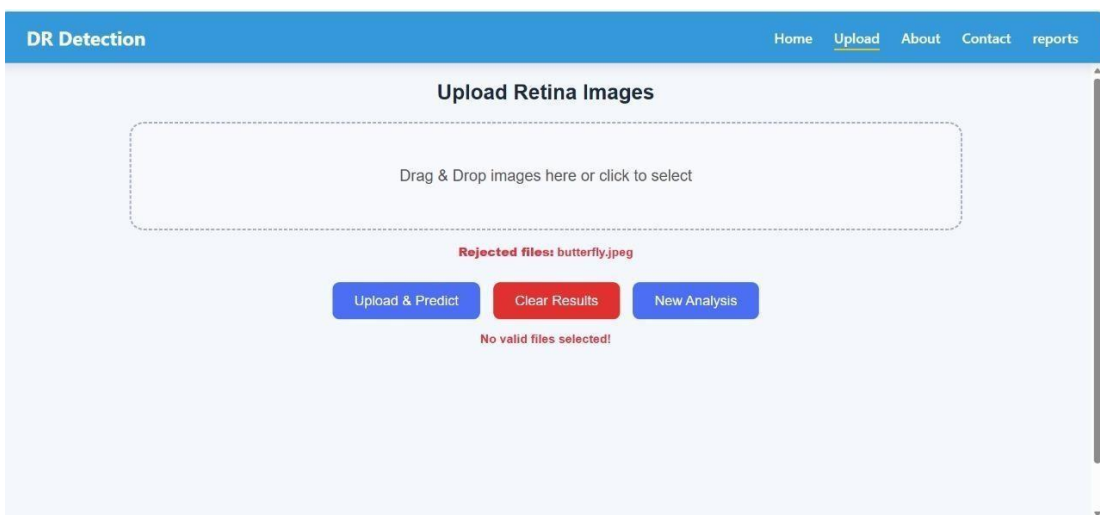 DR Detection
Home Upload About Contact reports
Upload Retina Images
Drag & Drop images here or click to select
Rejected files: butterfly.jpeg
Upload & Predict Clear Results New Analysis
No valid files selected!